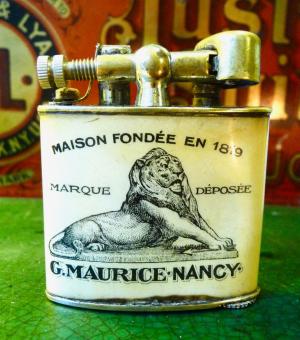 MAISON FONDÉE EN 1819
MARQUE DÉPOSÉE
G. MAURICE · NANCY ·